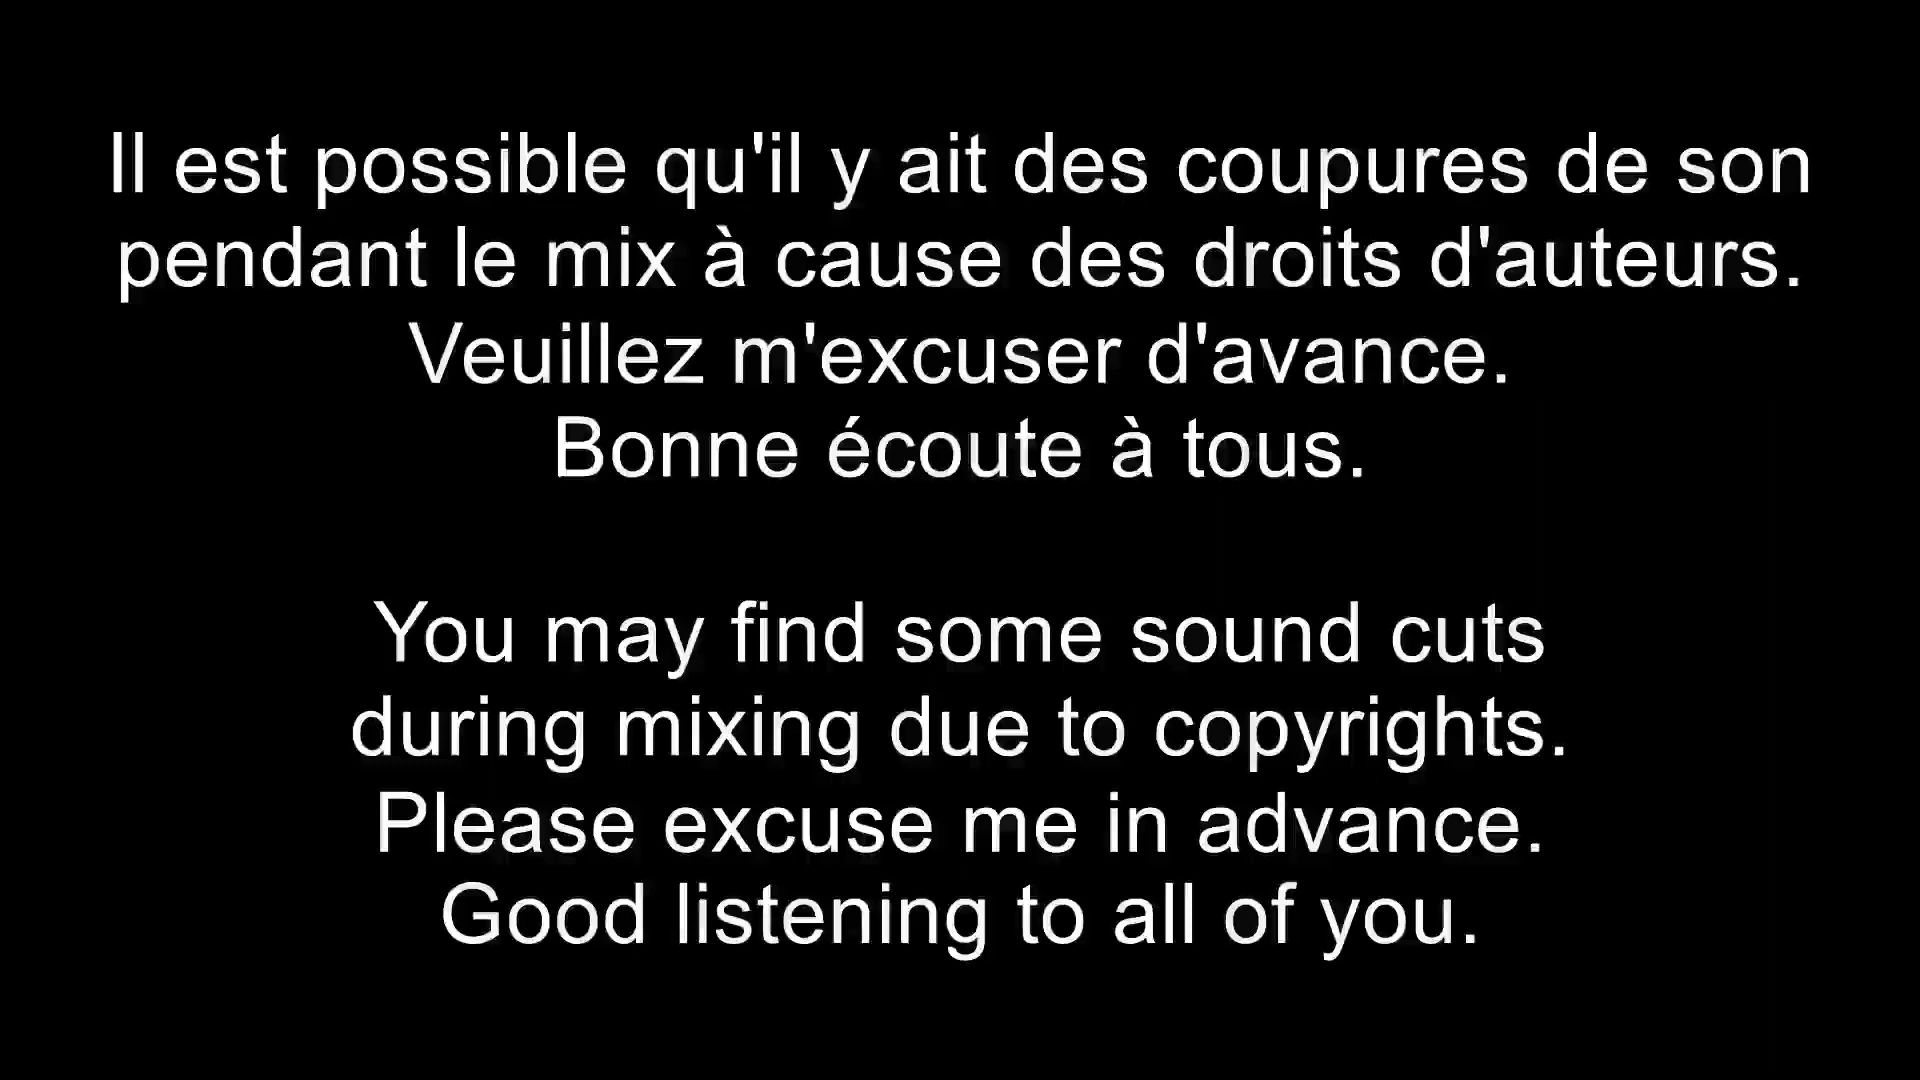 Il est possible qu'il y ait des coupures de son
pendant le mix à cause des droits d'auteurs.
Veuillez m'excuser d'avance.
Bonne écoute à tous.
You may find some sound cuts
during mixing due to copyrights.
Please excuse me in advance.
Good listening to all of you.